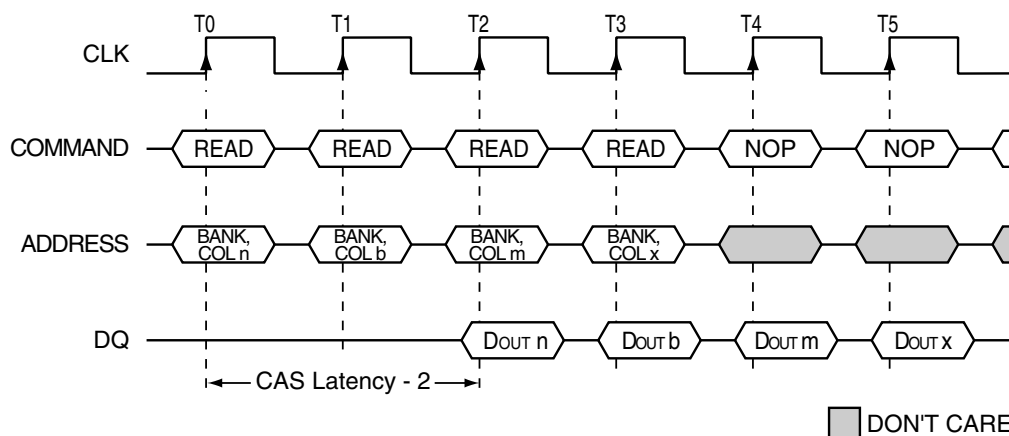 T0 T1 T2 T3 T4 T5
CLK
COMMAND READ READ READ READ NOP NOP
ADDRESS BANK, COL n BANK, COL b BANK, COL m BANK, COL x
DQ DOUT n DOUT b DOUT m DOUT x
CAS Latency - 2
DON'T CARE